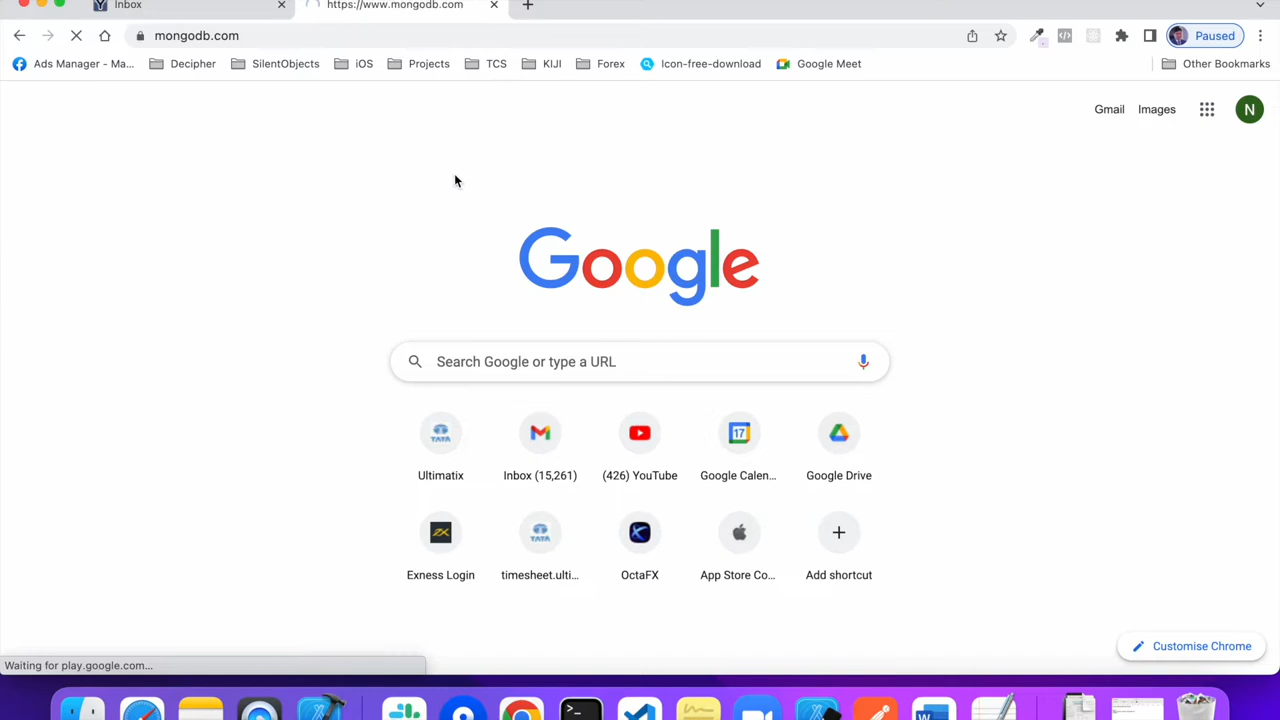 Inbox
https://www.mongodb.com
mongodb.com
Paused
Ads Manager - Ma...
Decipher
SilentObjects
iOS
Projects
TCS
KIJI
Forex
Icon-free-download
Google Meet
Other Bookmarks
Gmail
Images
N
Google
Search Google or type a URL
TATA
17
Ultimatix
Inbox (15,261)
(426) YouTube
Google Calen...
Google Drive
TATA
Exness Login
timesheet.ulti...
OctaFX
App Store Co...
Add shortcut
Customise Chrome
Waiting for play.google.com...